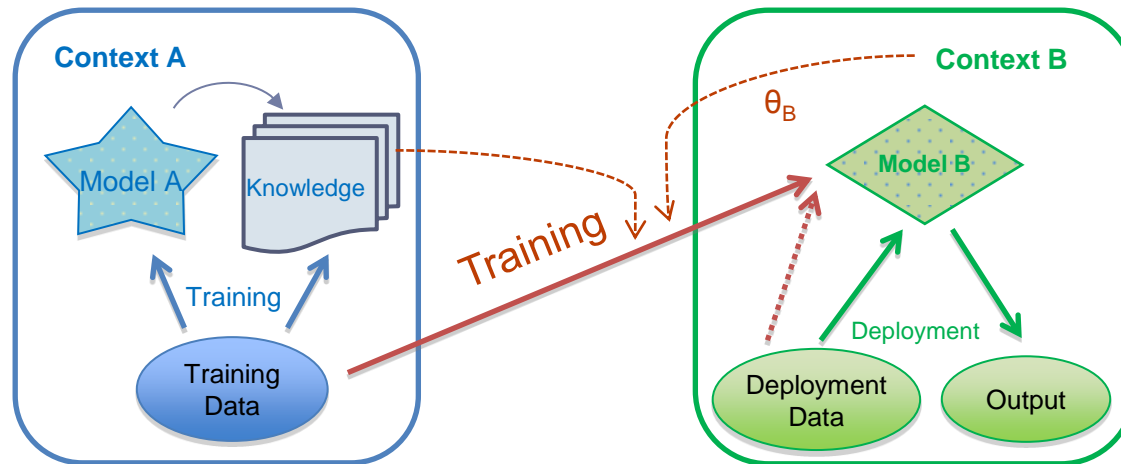 Context A
Model A
Knowledge
Training
Training
Data
Training
θB
Context B
Model B
Deployment
Deployment
Data
Output